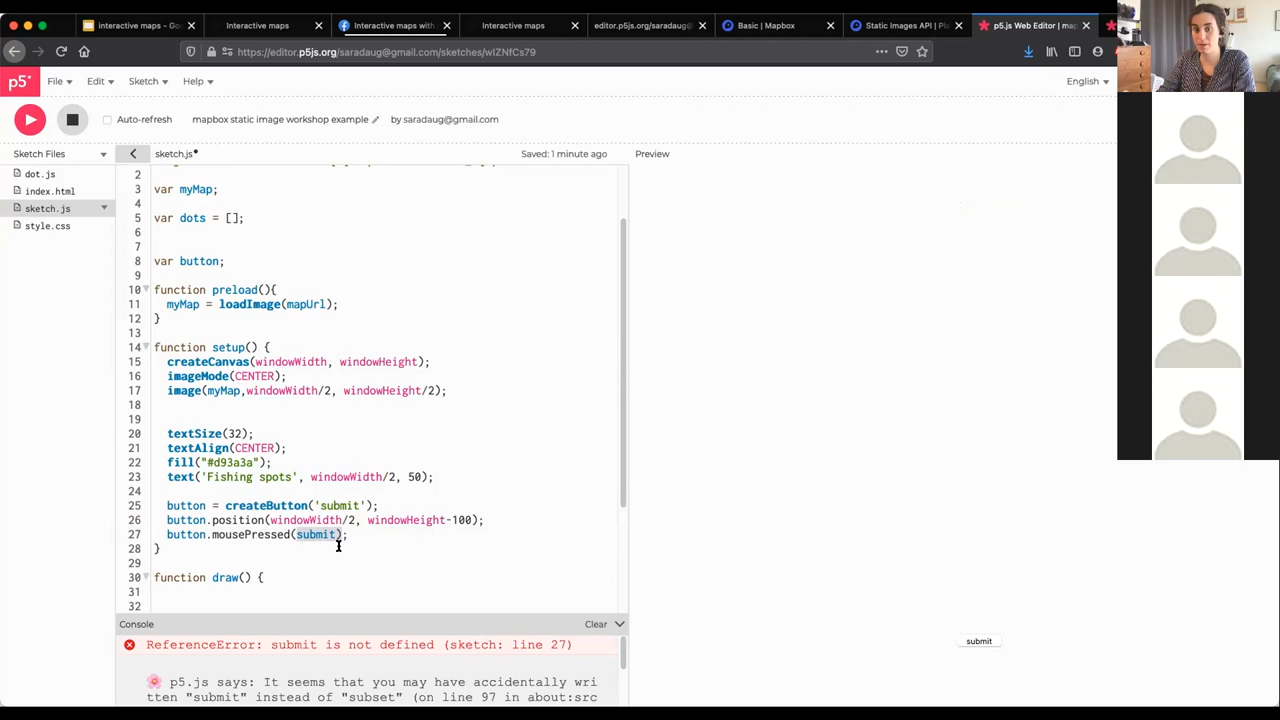 interactive maps - Go
Interactive maps
Interactive maps with
Interactive maps
editor.p5js.org/saradaug@
Basic | Mapbox
Static Images API | Pl
p5.js Web Editor | ma
https://editor.p5js.org/saradaug@gmail.com/sketches/wIZNfCs79
p5*
File
Edit
Sketch
Help
English
Auto-refresh
mapbox static image workshop example
by saradaug@gmail.com
Sketch Files
sketch.js
Saved: 1 minute ago
Preview
dot.js
index.html
sketch.js
style.css
2
3 var myMap;
4
5 var dots = [];
6
7
8 var button;
9
10 function preload(){
11 myMap = loadImage(mapUrl);
12 }
13
14 function setup() {
15 createCanvas(windowWidth, windowHeight);
16 imageMode(CENTER);
17 image(myMap,windowWidth/2, windowHeight/2);
18
19
20 textSize(32);
21 textAlign(CENTER);
22 fill("#d93a3a");
23 text('Fishing spots', windowWidth/2, 50);
24
25 button = createButton('submit');
26 button.position(windowWidth/2, windowHeight-100);
27 button.mousePressed(submit);
28 }
29
30 function draw() {
31
32
Console
Clear
ReferenceError: submit is not defined (sketch: line 27)
p5.js says: It seems that you may have accidentally wri
tten "submit" instead of "subset" (on line 97 in about:src
submit